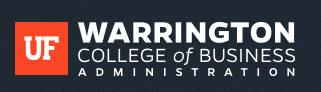 UF
WARRINGTON
COLLEGE of BUSINESS
ADMINISTRATION